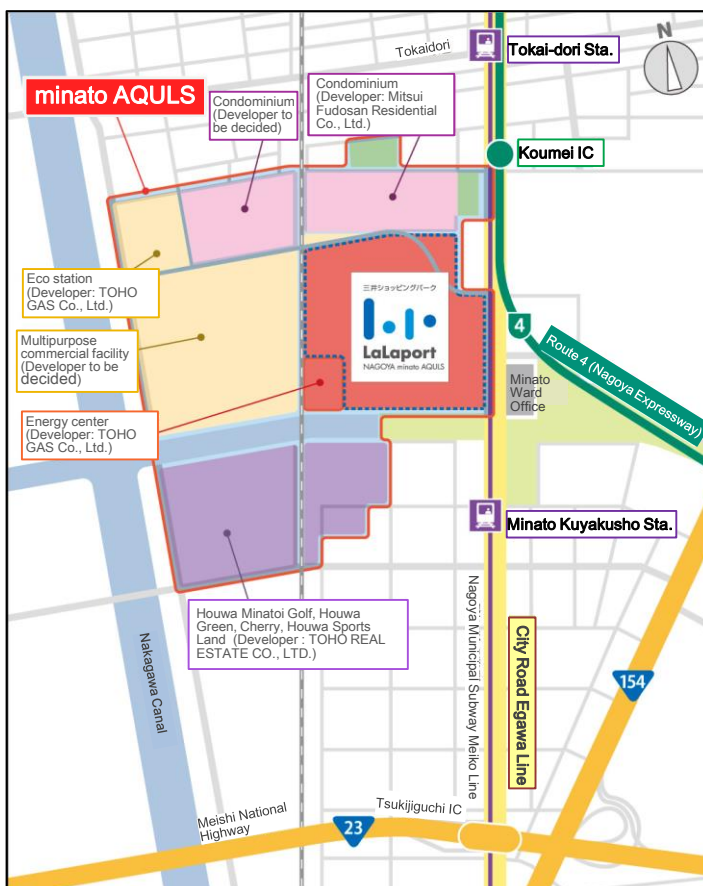 N
Tokaidori
Tokai-dori Sta.
minato AQULS
Condominium
(Developer to
be decided)
Condominium
(Developer: Mitsui
Fudosan Residential
Co., Ltd.)
Koumei IC
Eco station
(Developer: TOHO
GAS Co., Ltd.)
三井ショッピングパーク
LaLaport
NAGOYA minato AQULS
4
Route 4 (Nagoya Expressway)
Multipurpose
commercial facility
(Developer to be
decided)
Minato
Ward
Office
Energy center
(Developer: TOHO
GAS Co., Ltd.)
Minato Kuyakusho Sta.
Houwa Minatoi Golf, Houwa
Green, Cherry, Houwa Sports
Land (Developer : TOHO REAL
ESTATE CO., LTD.)
Nakagawa Canal
Nagoya Municipal Subway Meiko Line
City Road Egawa Line
154
Meishi National
Highway
23
Tsukijiguchi IC